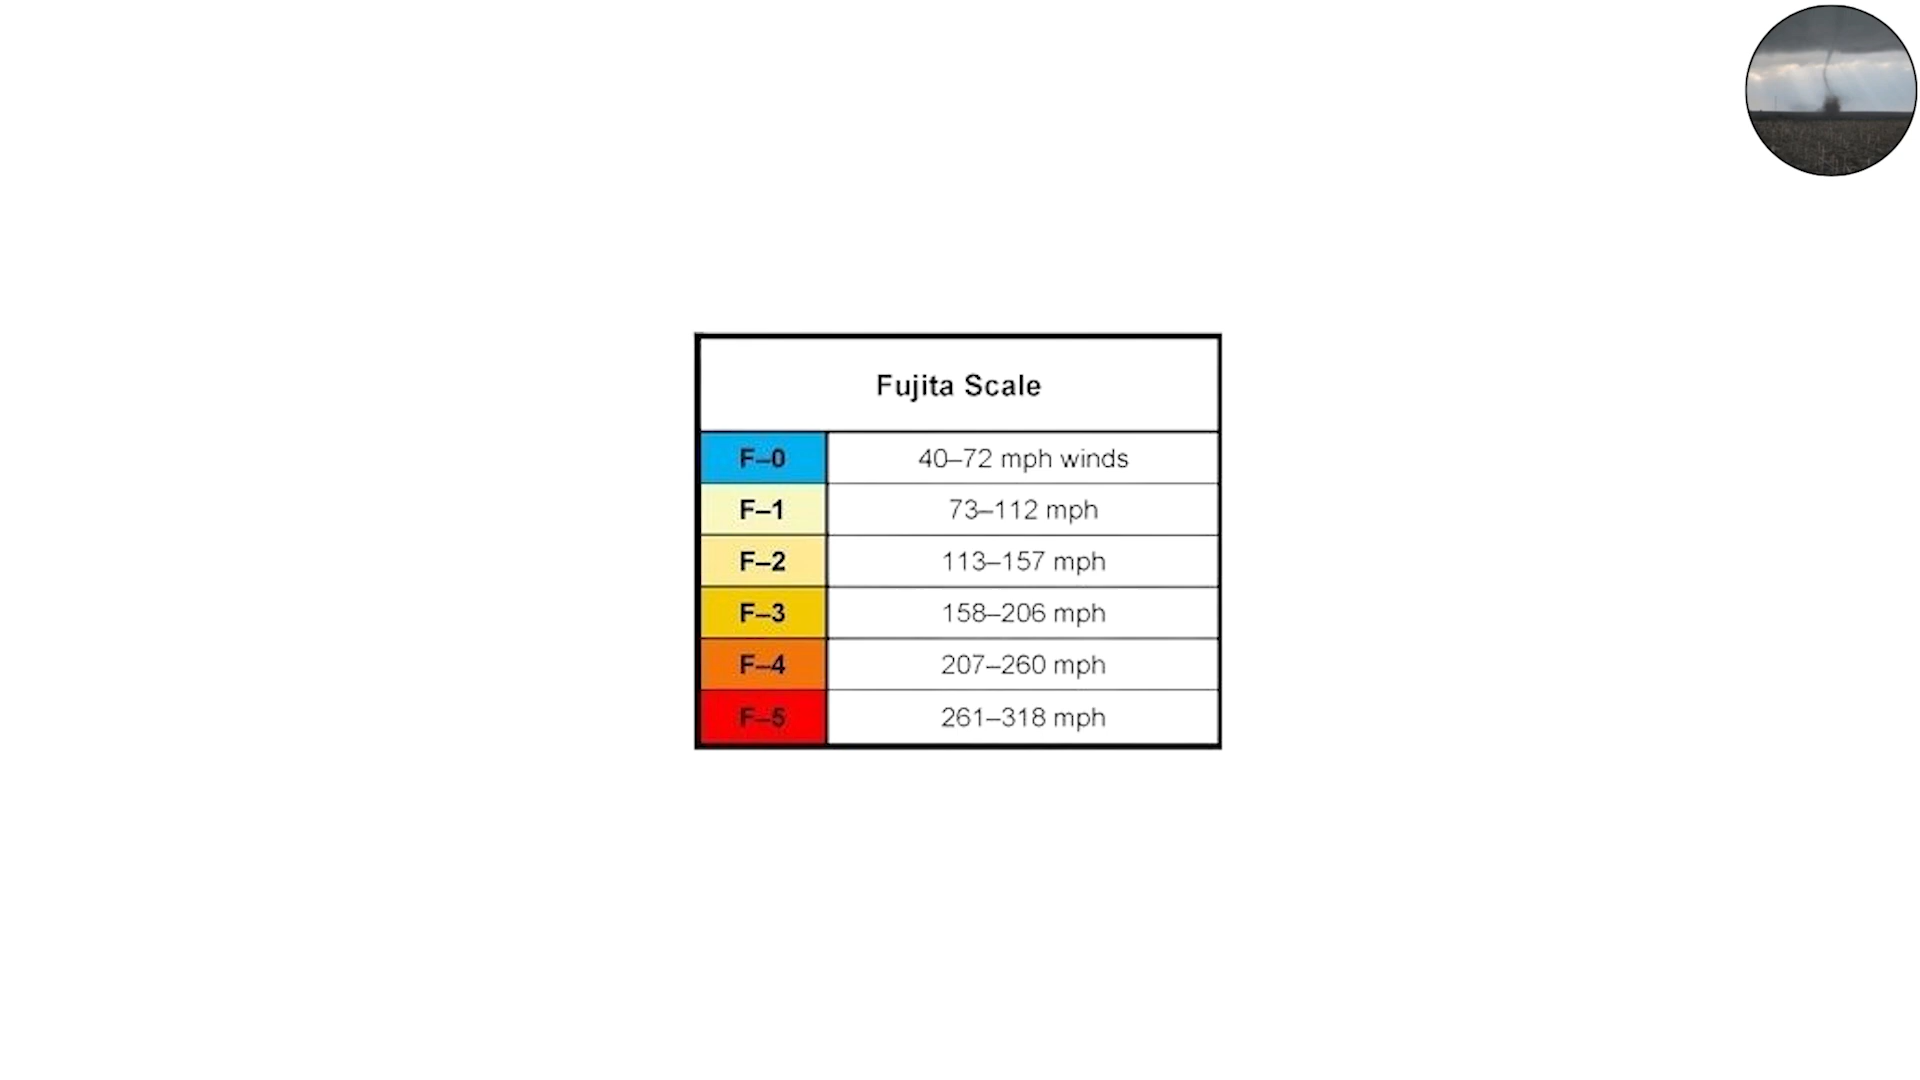 Fujita Scale
F–0 40–72 mph winds
F–1 73–112 mph
F–2 113–157 mph
F–3 158–206 mph
F–4 207–260 mph
F–5 261–318 mph